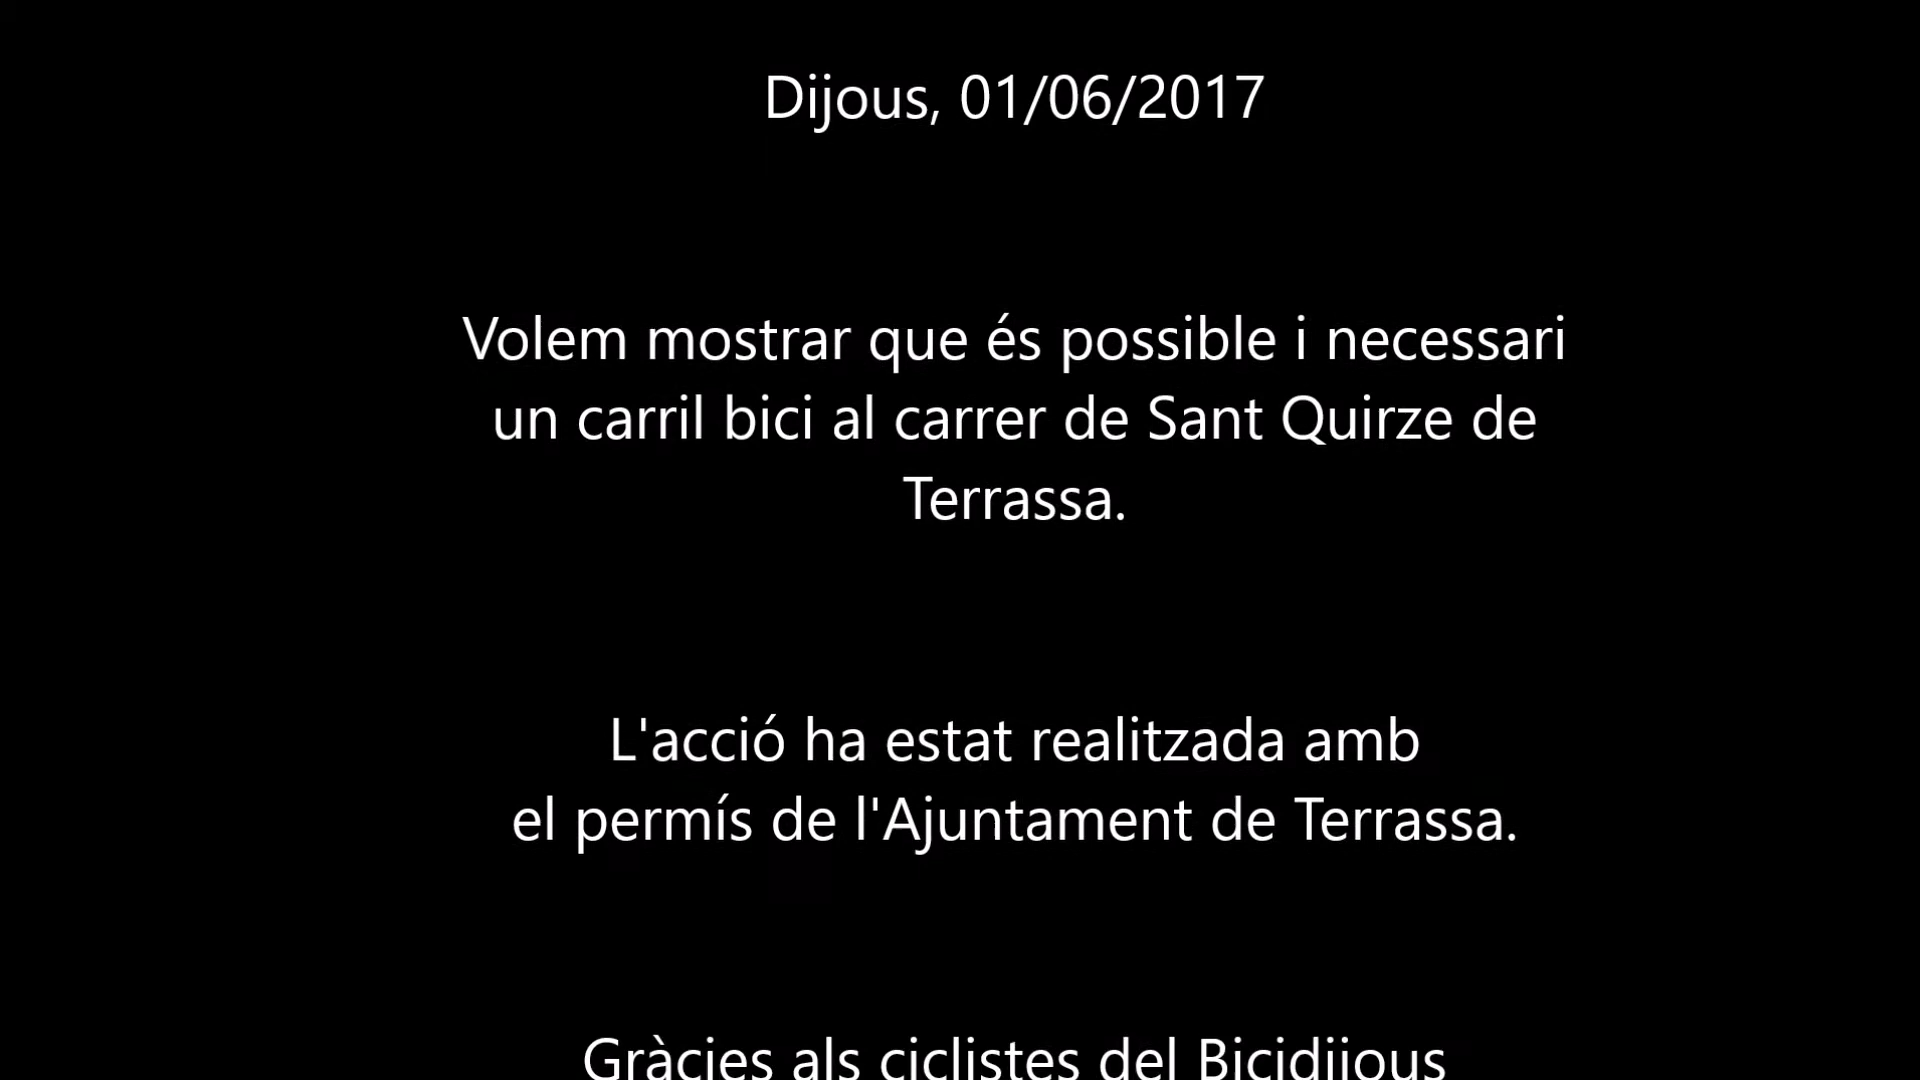 Dijous, 01/06/2017
Volem mostrar que és possible i necessari
un carril bici al carrer de Sant Quirze de
Terrassa.
L'acció ha estat realitzada amb
el permís de l'Ajuntament de Terrassa.
Gràcies als ciclistes del Bicidijous